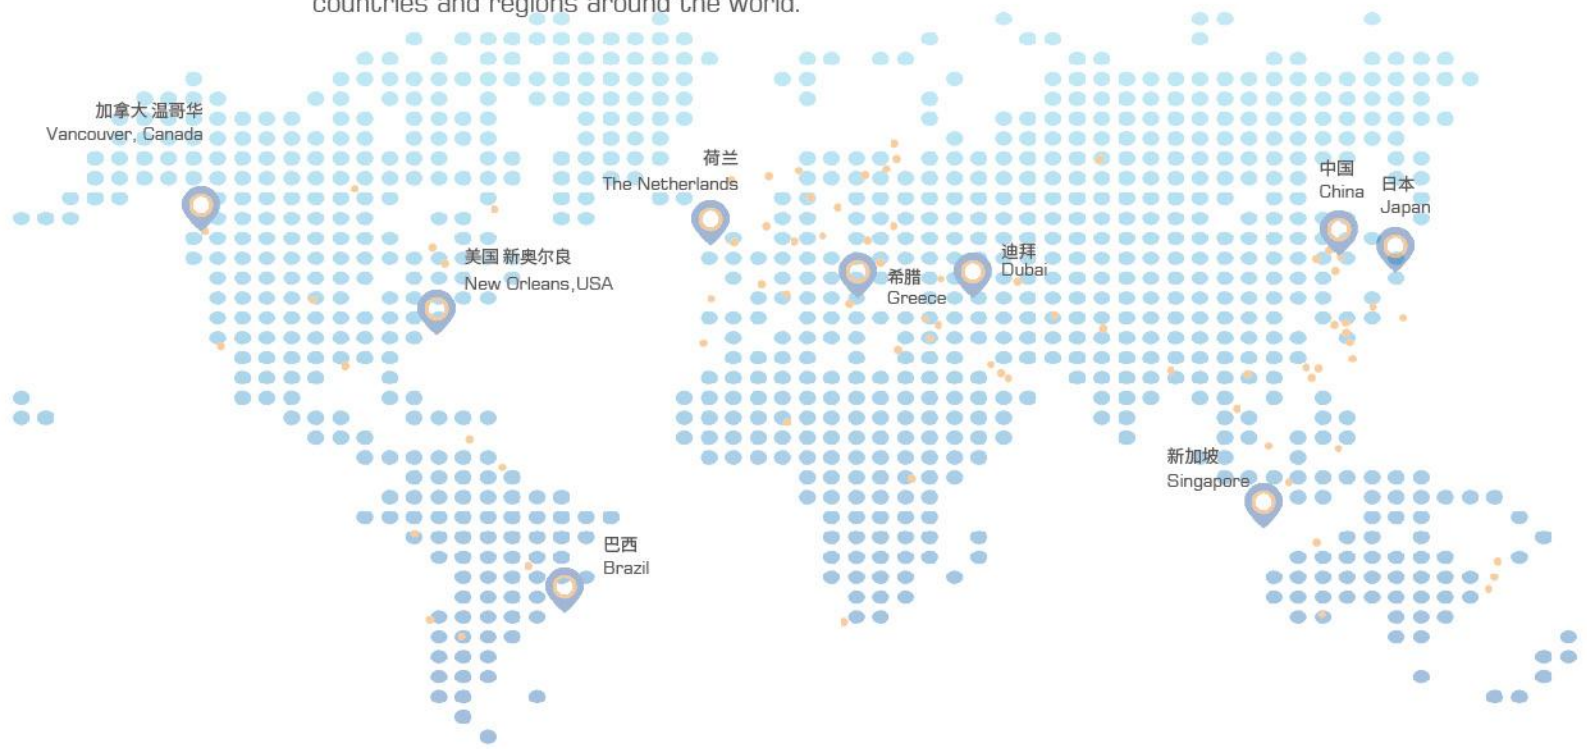 countries and regions around the world.
加拿大 温哥华
Vancouver, Canada
荷兰
The Netherlands
中国
China
日本
Japan
美国 新奥尔良
New Orleans,USA
迪拜
Dubai
希腊
Greece
新加坡
Singapore
巴西
Brazil